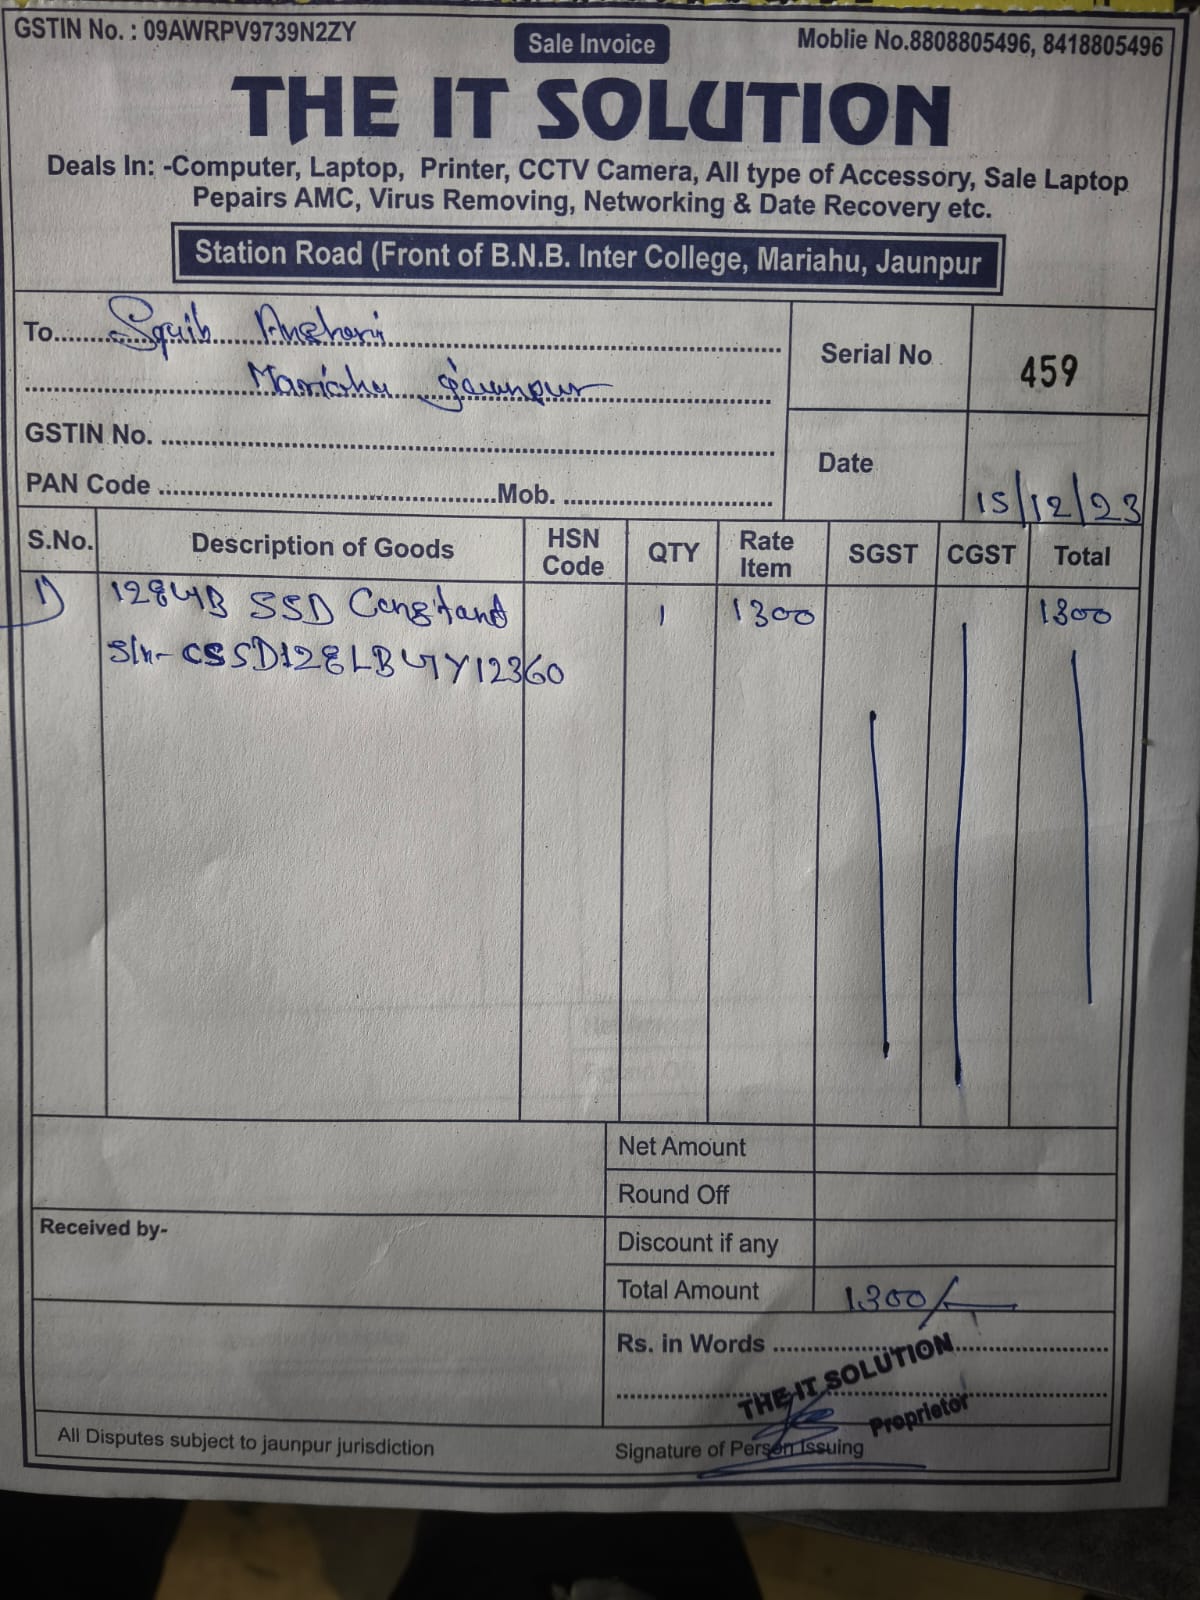 GSTIN No. : 09AWRPV9739N2ZY
Sale Invoice
Moblie No.8808805496, 8418805496
THE IT SOLUTION
Deals In: -Computer, Laptop, Printer, CCTV Camera, All type of Accessory, Sale Laptop
Pepairs AMC, Virus Removing, Networking & Date Recovery etc.
Station Road (Front of B.N.B. Inter College, Mariahu, Jaunpur
To Sqaib Anshari
Mariahu jaunpur
Serial No 459
GSTIN No.
PAN Code Mob.
Date 15/12/23
S.No. Description of Goods HSN Code QTY Rate Item SGST CGST Total
1) 128GB SSD 1 1300 1300
S/n-
Net Amount
Round Off
Received by-
Discount if any
Total Amount 1300/-
Rs. in Words
THE IT SOLUTION
Proprietor
All Disputes subject to jaunpur jurisdiction
Signature of Person Issuing